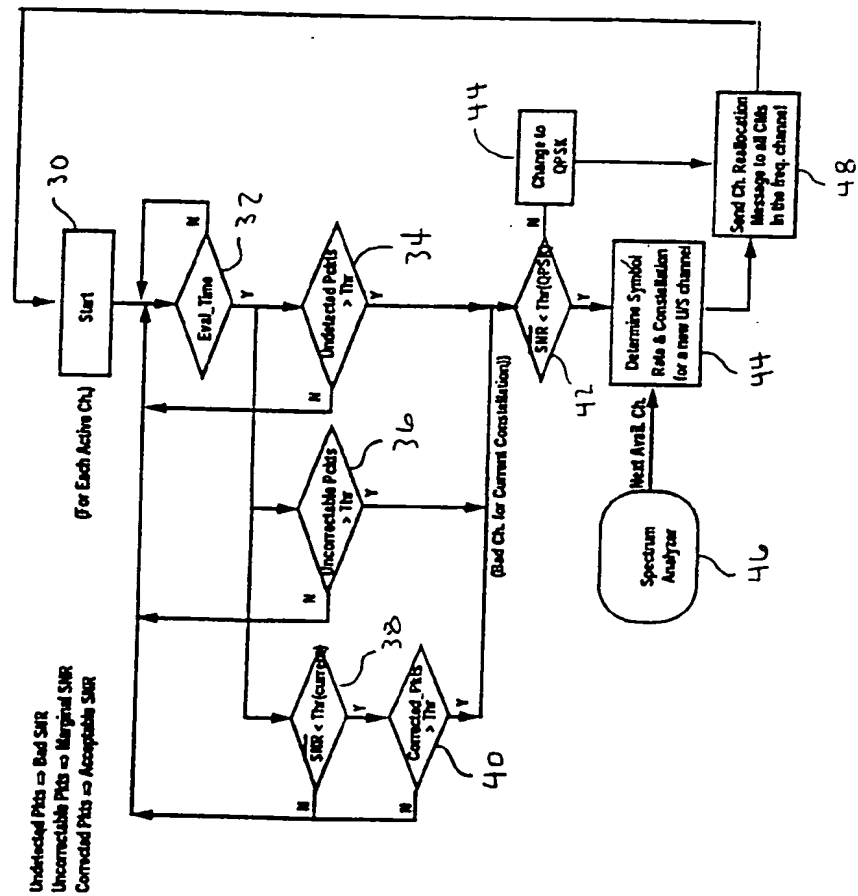 Undetected Pkts => Bad SNR
Uncorrectable Pkts => Marginal SNR
Corrected Pkts => Acceptable SNR
(For Each Active Ch.)
Start
30
Eval_Time
32
N
Y
Undetected Pckts
> Thr
34
N
Y
Uncorrectable Pckts
> Thr
36
N
Y
SNR < Thr(current)
38
N
Y
Corrected_Pkts
> Thr
40
N
Y
(Bad Ch. for Current Constellation))
SNR < Thr(QPSK)
42
N
Y
Change to
QPSK
44
Determine Symbol
Rate & Constellation
(for a new U/S channel
44
(Next Avail. Ch.
Spectrum
Analyzer
46
Send Ch. Reallocation
Message to all CMs
In the freq. channel
48